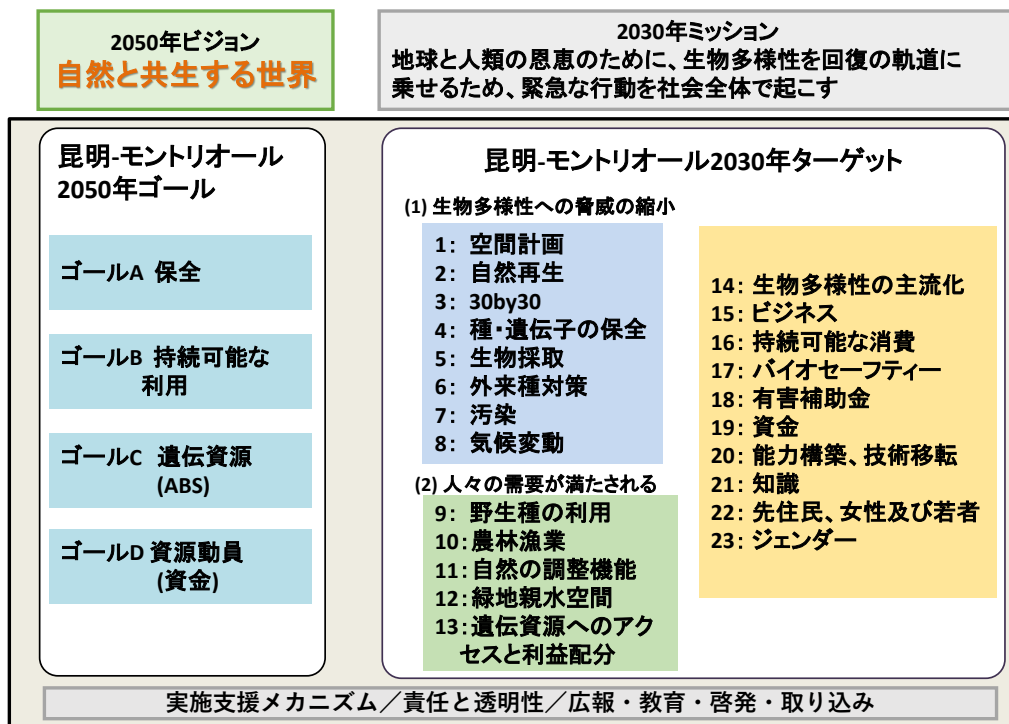 2050年ビジョン
自然と共生する世界
2030年ミッション
地球と人類の恩恵のために、生物多様性を回復の軌道に
乗せるため、緊急な行動を社会全体で起こす
昆明-モントリオール
2050年ゴール
ゴールA 保全
ゴールB 持続可能な
利用
ゴールC 遺伝資源
(ABS)
ゴールD 資源動員
(資金)
昆明-モントリオール2030年ターゲット
(1) 生物多様性への脅威の縮小
1： 空間計画
2： 自然再生
3： 30by30
4： 種・遺伝子の保全
5： 生物採取
6： 外来種対策
7： 汚染
8： 気候変動
(2) 人々の需要が満たされる
9： 野生種の利用
10：農林漁業
11：自然の調整機能
12：緑地親水空間
13：遺伝資源へのアク
セスと利益配分
14： 生物多様性の主流化
15： ビジネス
16： 持続可能な消費
17： バイオセーフティー
18： 有害補助金
19： 資金
20： 能力構築、技術移転
21： 知識
22： 先住民、女性及び若者
23： ジェンダー
実施支援メカニズム／責任と透明性／広報・教育・啓発・取り込み